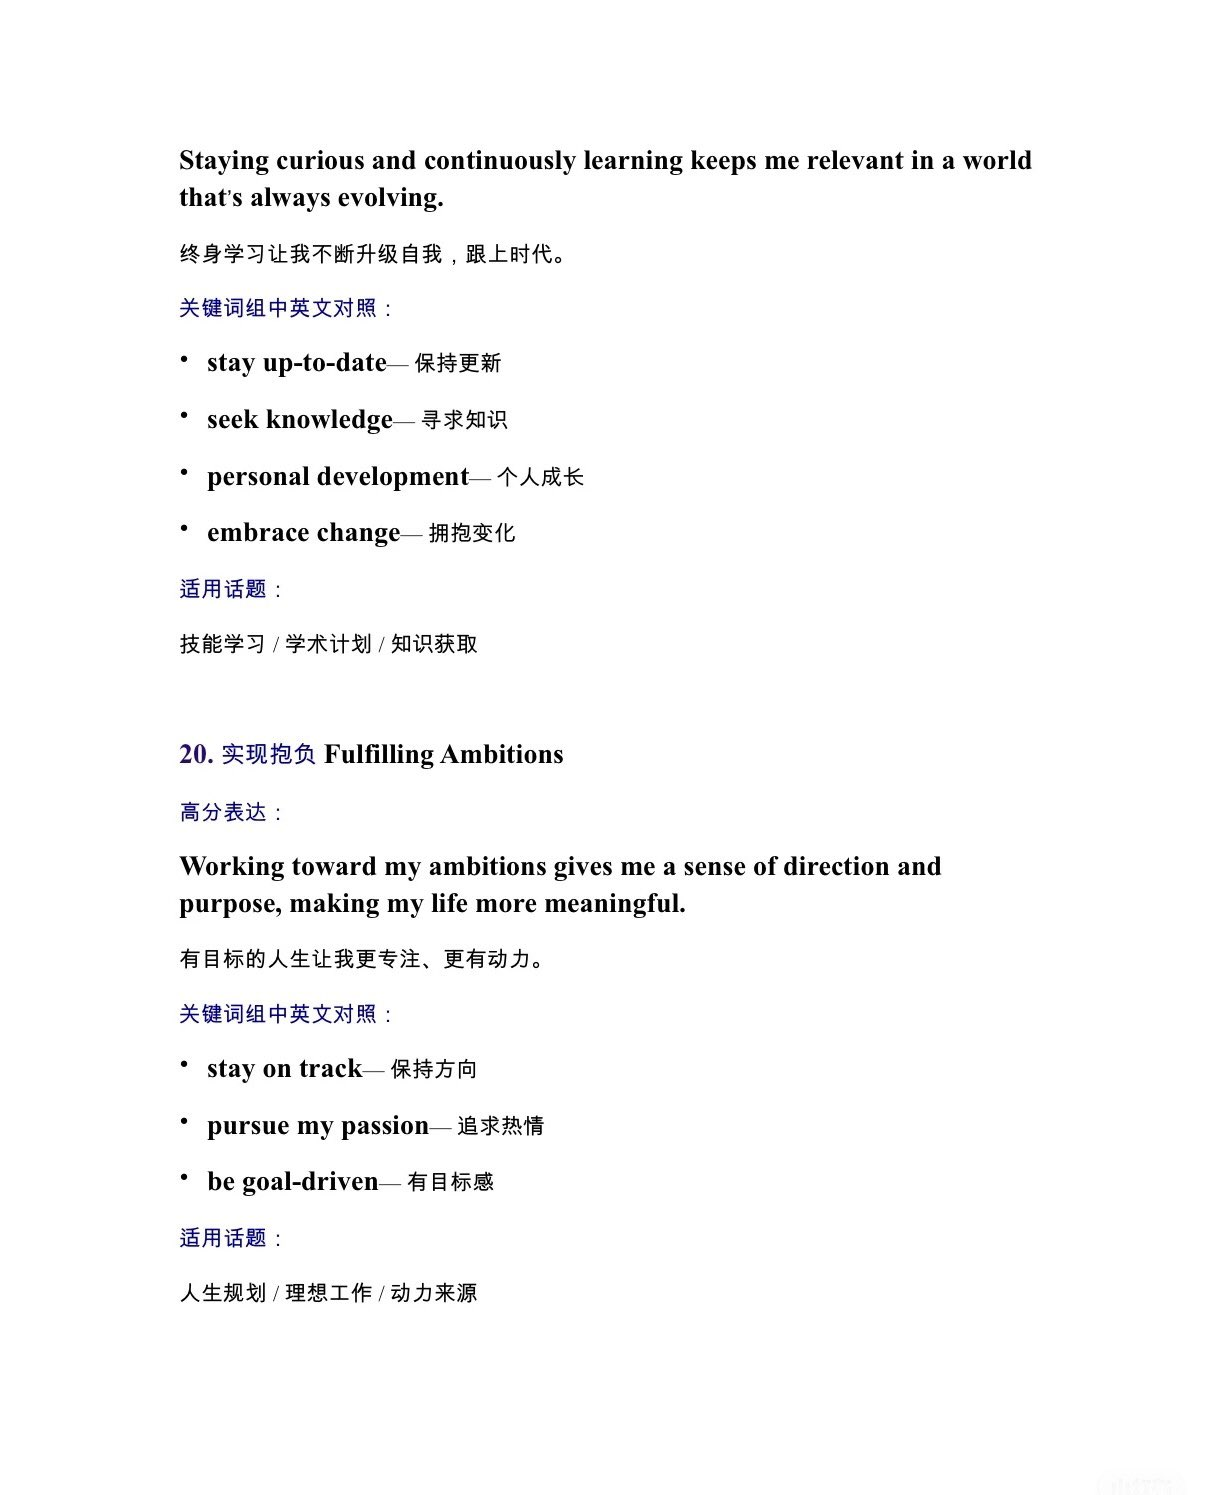 Staying curious and continuously learning keeps me relevant in a world
that's always evolving.
终身学习让我不断升级自我，跟上时代。
关键词组中英文对照：
• stay up-to-date— 保持更新
• seek knowledge— 寻求知识
• personal development— 个人成长
• embrace change— 拥抱变化
适用话题：
技能学习 / 学术计划 / 知识获取
20. 实现抱负 Fulfilling Ambitions
高分表达：
Working toward my ambitions gives me a sense of direction and
purpose, making my life more meaningful.
有目标的人生让我更专注、更有动力。
关键词组中英文对照：
• stay on track— 保持方向
• pursue my passion— 追求热情
• be goal-driven— 有目标感
适用话题：
人生规划 / 理想工作 / 动力来源